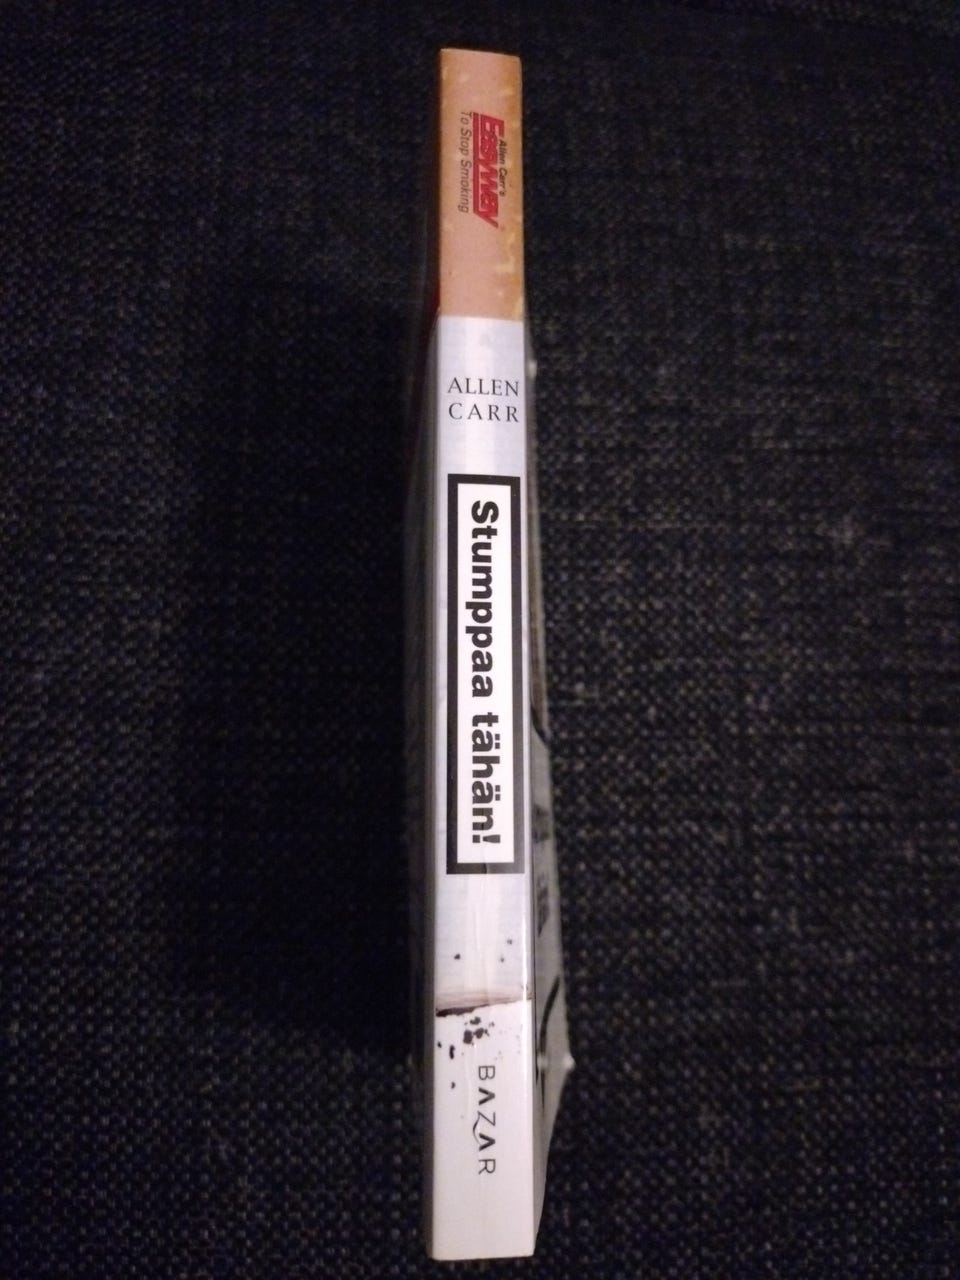 Allen Carr's
Easyway
To Stop Smoking
ALLEN
CARR
Stumppaa tähän!
BAZAR